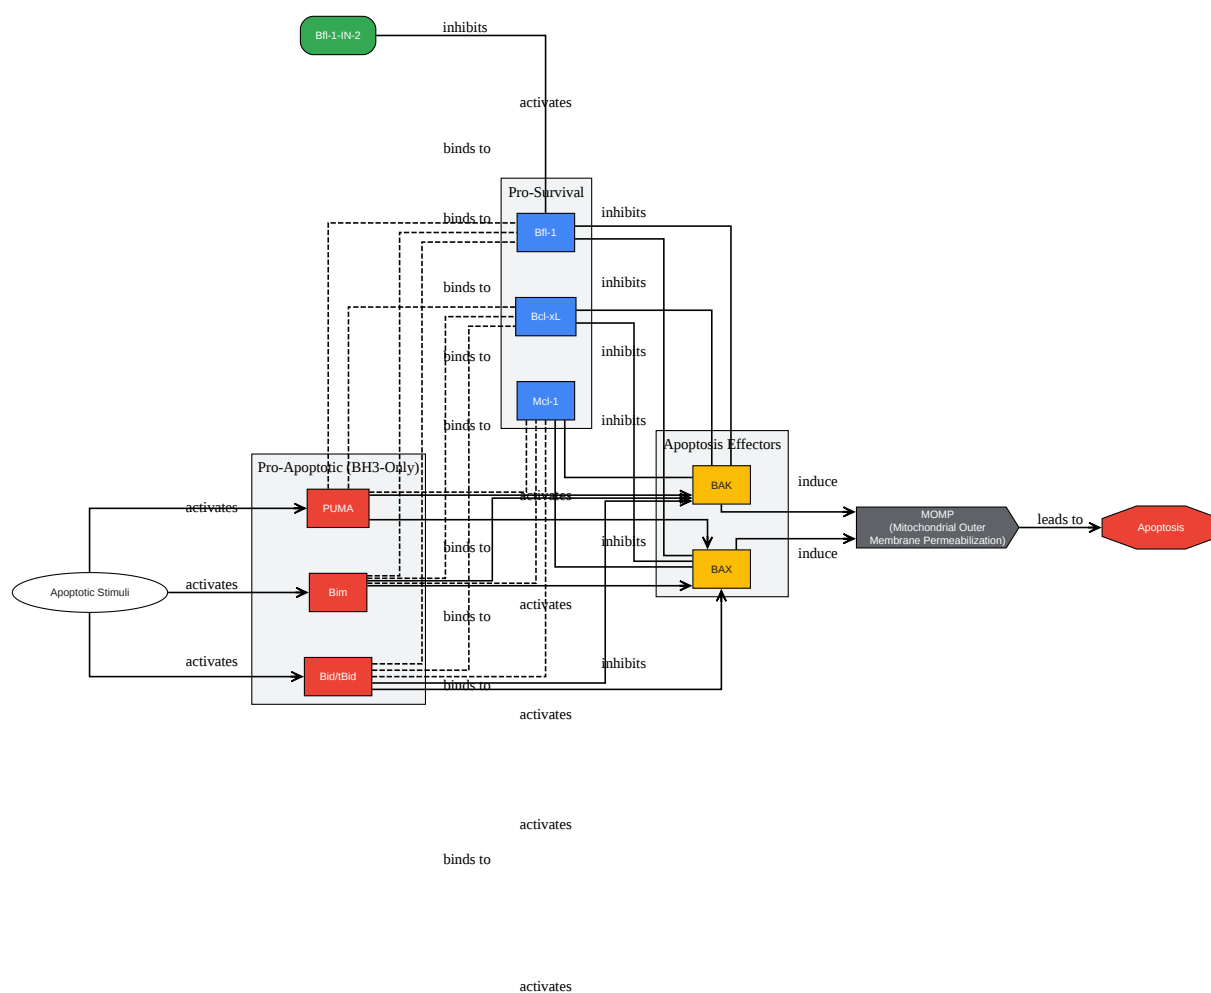 inhibits
Bfl-1-IN-2
activates
binds to
Pro-Survival
inhibits
binds to
Bfl-1
inhibits
binds to
Bcl-xL
inhibits
binds to
Mcl-1
inhibits
binds to
Apoptosis Effectors
Pro-Apoptotic (BH3-Only)
induce
BAK
activates
activates
PUMA
MOMP
(Mitochondrial Outer
Membrane Permeabilization)
leads to
Apoptosis
inhibits
binds to
induce
BAX
activates
Apoptotic Stimuli
Bim
activates
binds to
activates
inhibits
Bid/tBid
binds to
activates
activates
binds to
activates